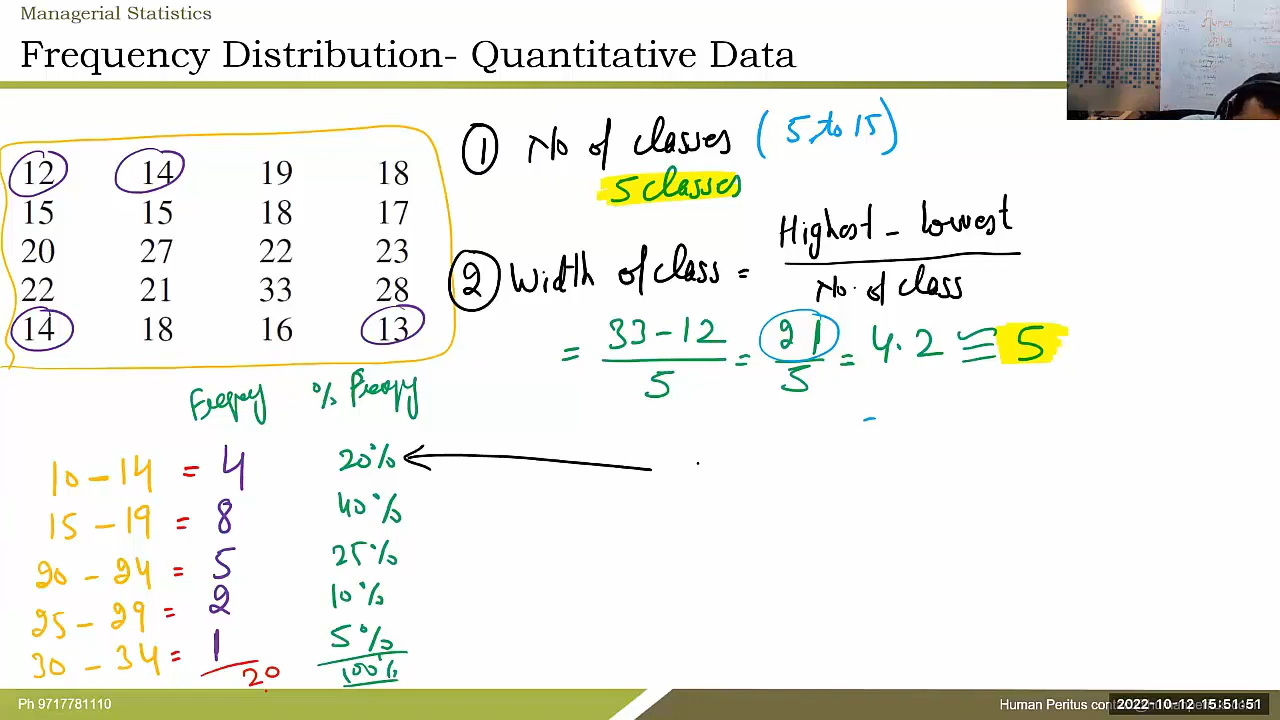 Managerial Statistics
Frequency Distribution- Quantitative Data
12 14 19 18
15 15 18 17
20 27 22 23
22 21 33 28
14 18 16 13
① No of classes (5 to 15)
5 classes
② Width of class = Highest - lowest
No. of class
= 33-12 = 21 = 4.2 ≅ 5
5 5
%
10 - 14 = 4 20%
15 - 19 = 8 40%
20 - 24 = 5 25%
25 - 29 = 2 10%
30 - 34 = 1 5%
20 100%
Ph 9717781110
Human Peritus
2022-10-12 15:51:51